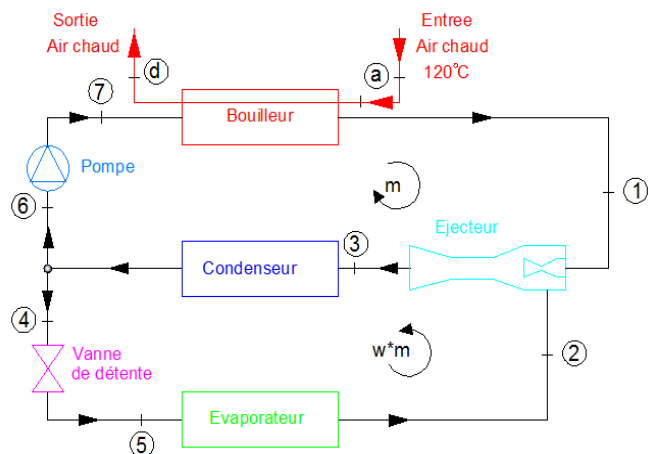 Sortie
Air chaud
Entree
Air chaud
120°C
d
a
7
Bouilleur
Pompe
m
1
6
Ejecteur
3
Condenseur
4
Vanne
de détente
w*m
2
Evaporateur
5